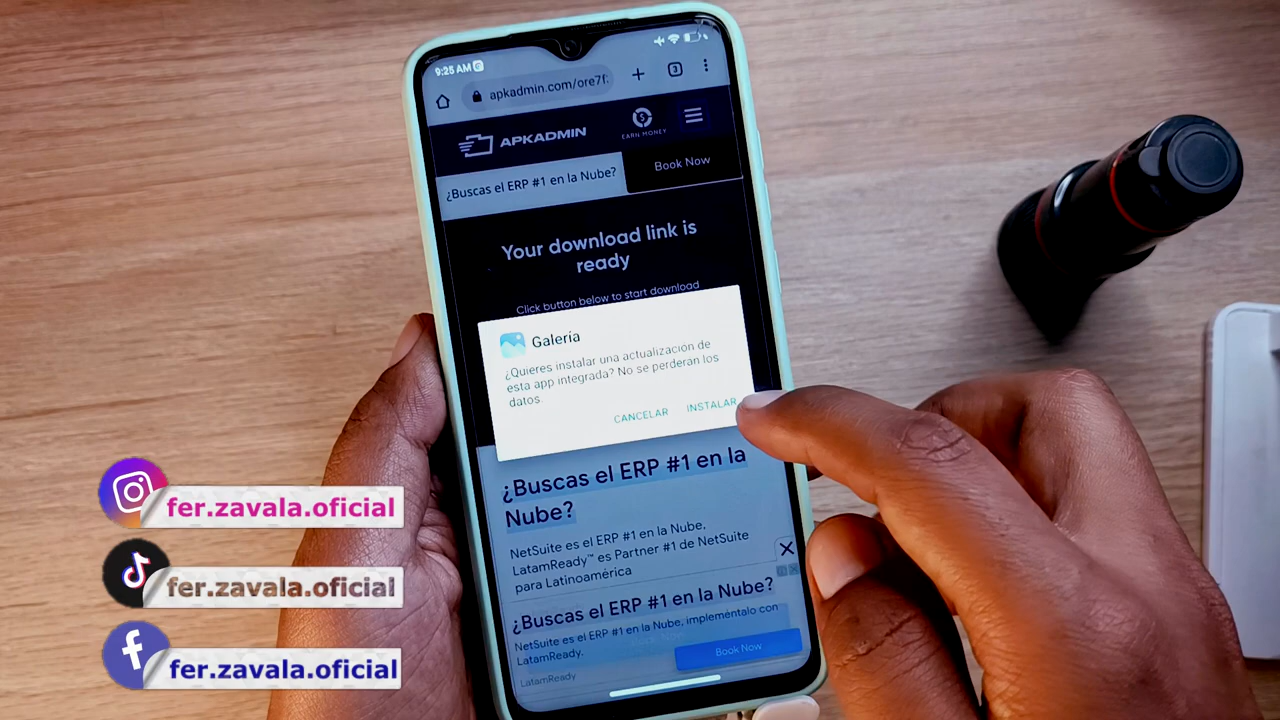 9:25 AM
apkadmin.com/ore7f
3
APKADMIN
EARN MONEY
¿Buscas el ERP #1 en la Nube?
Book Now
Your download link is
ready
Click button below to start download
Galería
¿Quieres instalar una actualización de
esta app integrada? No se perderán los
datos.
CANCELAR
INSTALAR
¿Buscas el ERP #1 en la
Nube?
NetSuite es el ERP #1 en la Nube,
LatamReady™ es Partner #1 de NetSuite
para Latinoamérica
¿Buscas el ERP #1 en la Nube?
NetSuite es el ERP #1 en la Nube, impleméntalo con
LatamReady.
Book Now
LatamReady
fer.zavala.oficial
fer.zavala.oficial
fer.zavala.oficial